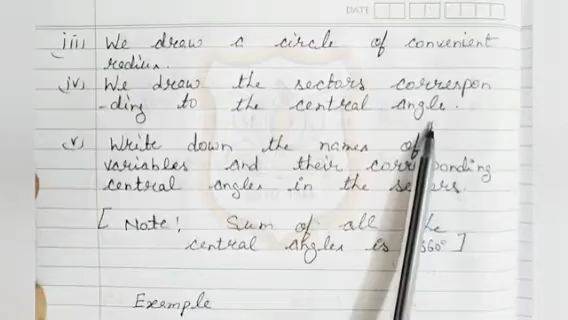 DATE
iii) We draw a circle of convenient
radius.
iv) We draw the sectors correspon
-ding to the central angle.
v) Write down the names of
variables and their corresponding
central angles in the sectors.
[ Note! Sum of all the
central angles is 360° ]
Example